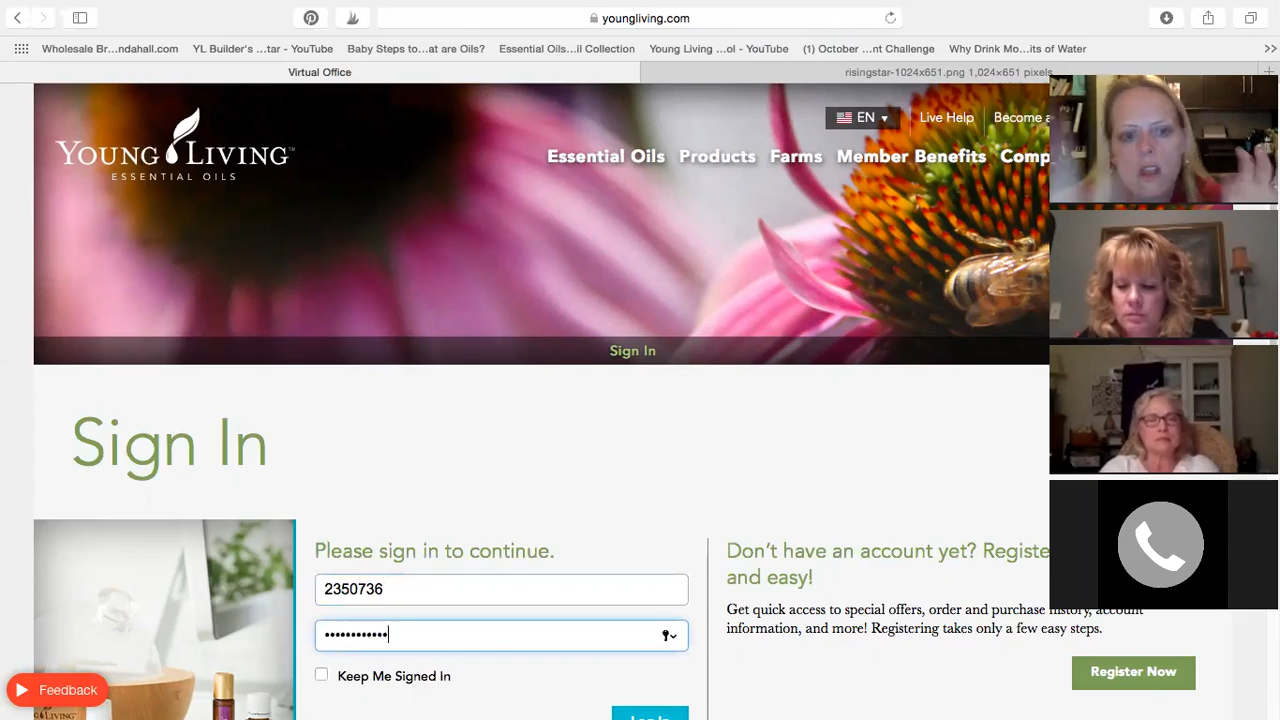 youngliving.com
Wholesale Br...ndahall.com
YL Builder's ...tar - YouTube
Baby Steps to...at are Oils?
Essential Oils...il Collection
Young Living ...ol - YouTube
(1) October ...nt Challenge
Why Drink Mo...its of Water
>>
Virtual Office
risingstar-1024x651.png 1,024×651 pixels
YOUNG LIVING™
ESSENTIAL OILS
EN
Live Help
Become a
Essential Oils
Products
Farms
Member Benefits
Comp
Sign In
Sign In
Please sign in to continue.
2350736
••••••••••••
Keep Me Signed In
Log In
Don't have an account yet? Registe
and easy!
Get quick access to special offers, order and purchase history, account
information, and more! Registering takes only a few easy steps.
Register Now
Feedback